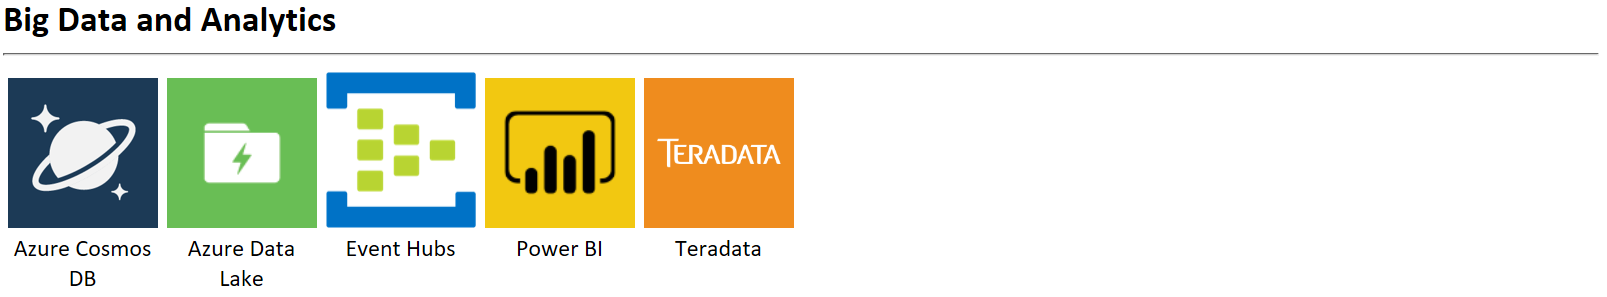 Big Data and Analytics
TERADATA
Azure Cosmos DB
Azure Data Lake
Event Hubs
Power BI
Teradata